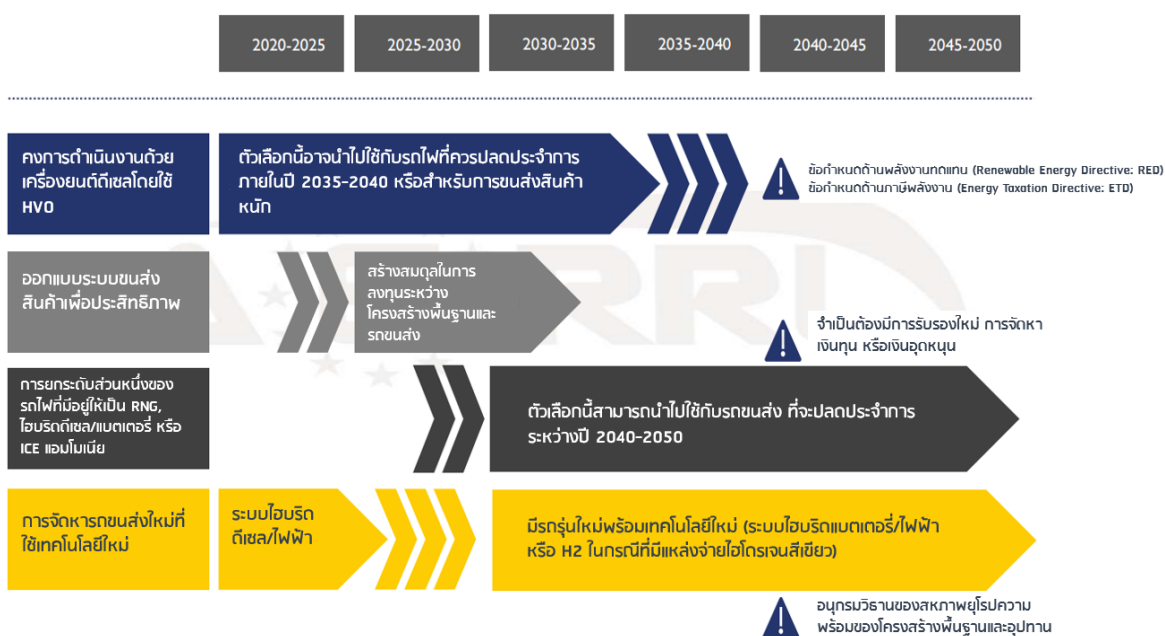 2020-2025
2025-2030
2030-2035
2035-2040
2040-2045
2045-2050
คงการดำเนินงานด้วย
เครื่องยนต์ดีเซลโดยใช้
HVO
ตัวเลือกนี้อาจนำไปใช้กับรถไฟที่ควรปลดประจำการ
ภายในปี 2035-2040 หรือสำหรับการขนส่งสินค้า
หนัก
ข้อกำหนดด้านพลังงานทดแทน (Renewable Energy Directive: RED)
ข้อกำหนดด้านภาษีพลังงาน (Energy Taxation Directive: ETD)
ออกแบบระบบขนส่ง
สินค้าเพื่อประสิทธิภาพ
สร้างสมดุลในการ
ลงทุนระหว่าง
โครงสร้างพื้นฐานและ
รถขนส่ง
จำเป็นต้องมีการรับรองใหม่ การจัดหา
เงินทุน หรือเงินอุดหนุน
การยกระดับส่วนหนึ่งของ
รถไฟที่มีอยู่ให้เป็น RNG,
ไฮบริดดีเซล/แบตเตอรี่ หรือ
ICE แอมโมเนีย
ตัวเลือกนี้สามารถนำไปใช้กับรถขนส่ง ที่จะปลดประจำการ
ระหว่างปี 2040-2050
การจัดหารถขนส่งใหม่ที่
ใช้เทคโนโลยีใหม่
ระบบไฮบริด
ดีเซล/ไฟฟ้า
มีรถรุ่นใหม่พร้อมเทคโนโลยีใหม่ (ระบบไฮบริดแบตเตอรี่/ไฟฟ้า
หรือ H2 ในกรณีที่มีแหล่งจ่ายไฮโดรเจนสีเขียว)
อนุกรมวิธานของสหภาพยุโรปความ
พร้อมของโครงสร้างพื้นฐานและอุปทาน